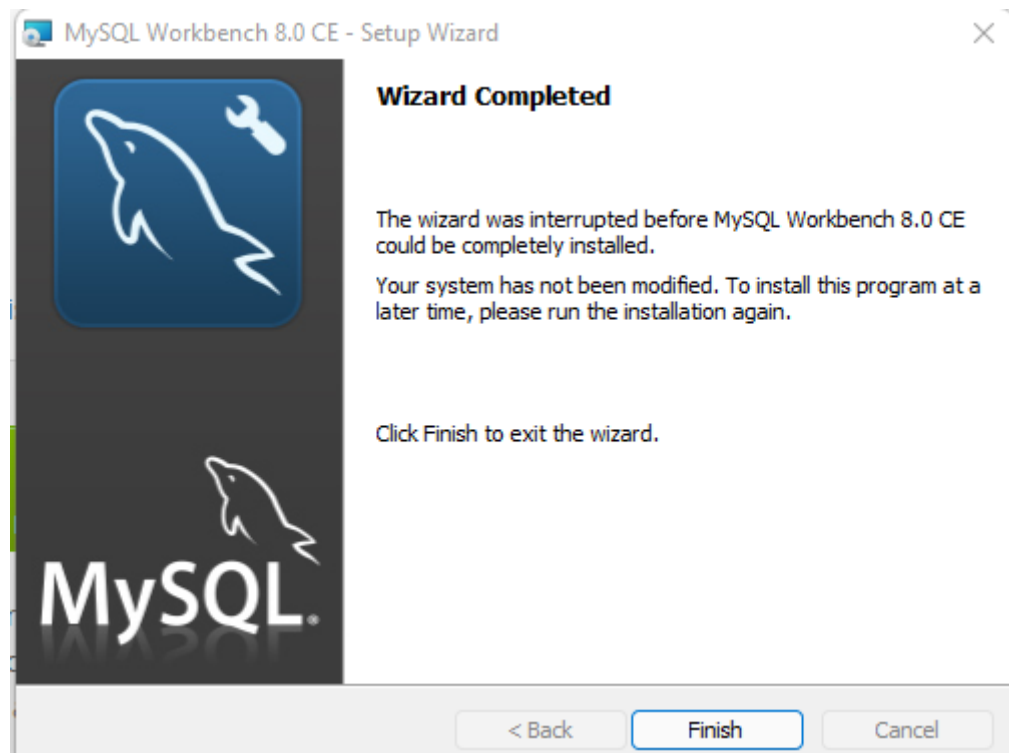 MySQL Workbench 8.0 CE - Setup Wizard
Wizard Completed
The wizard was interrupted before MySQL Workbench 8.0 CE
could be completely installed.
Your system has not been modified. To install this program at a
later time, please run the installation again.
Click Finish to exit the wizard.
MySQL®
< Back
Finish
Cancel